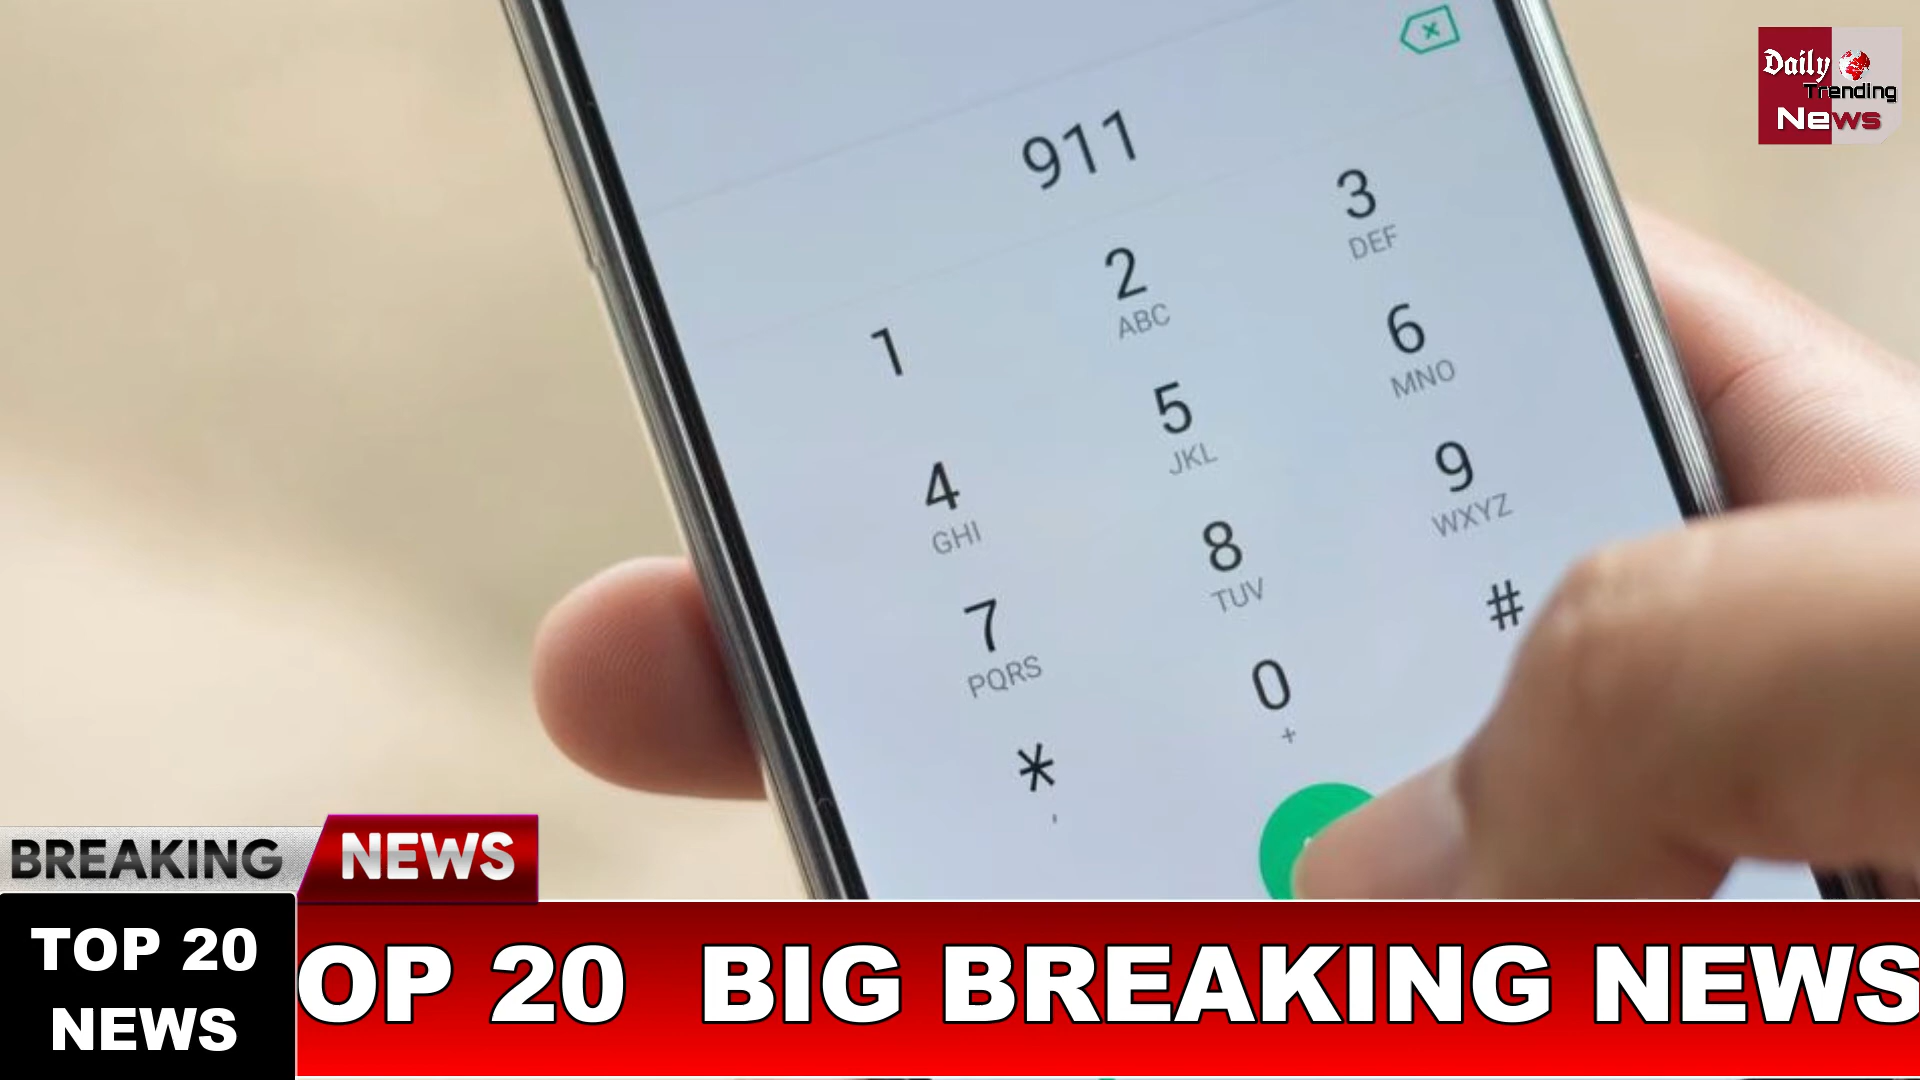 Daily
Trending
News
911
1
2
ABC
3
DEF
4
GHI
5
JKL
6
MNO
7
PQRS
8
TUV
9
WXYZ
*
,
0
+
#
BREAKING NEWS
TOP 20
NEWS
OP 20 BIG BREAKING NEWS